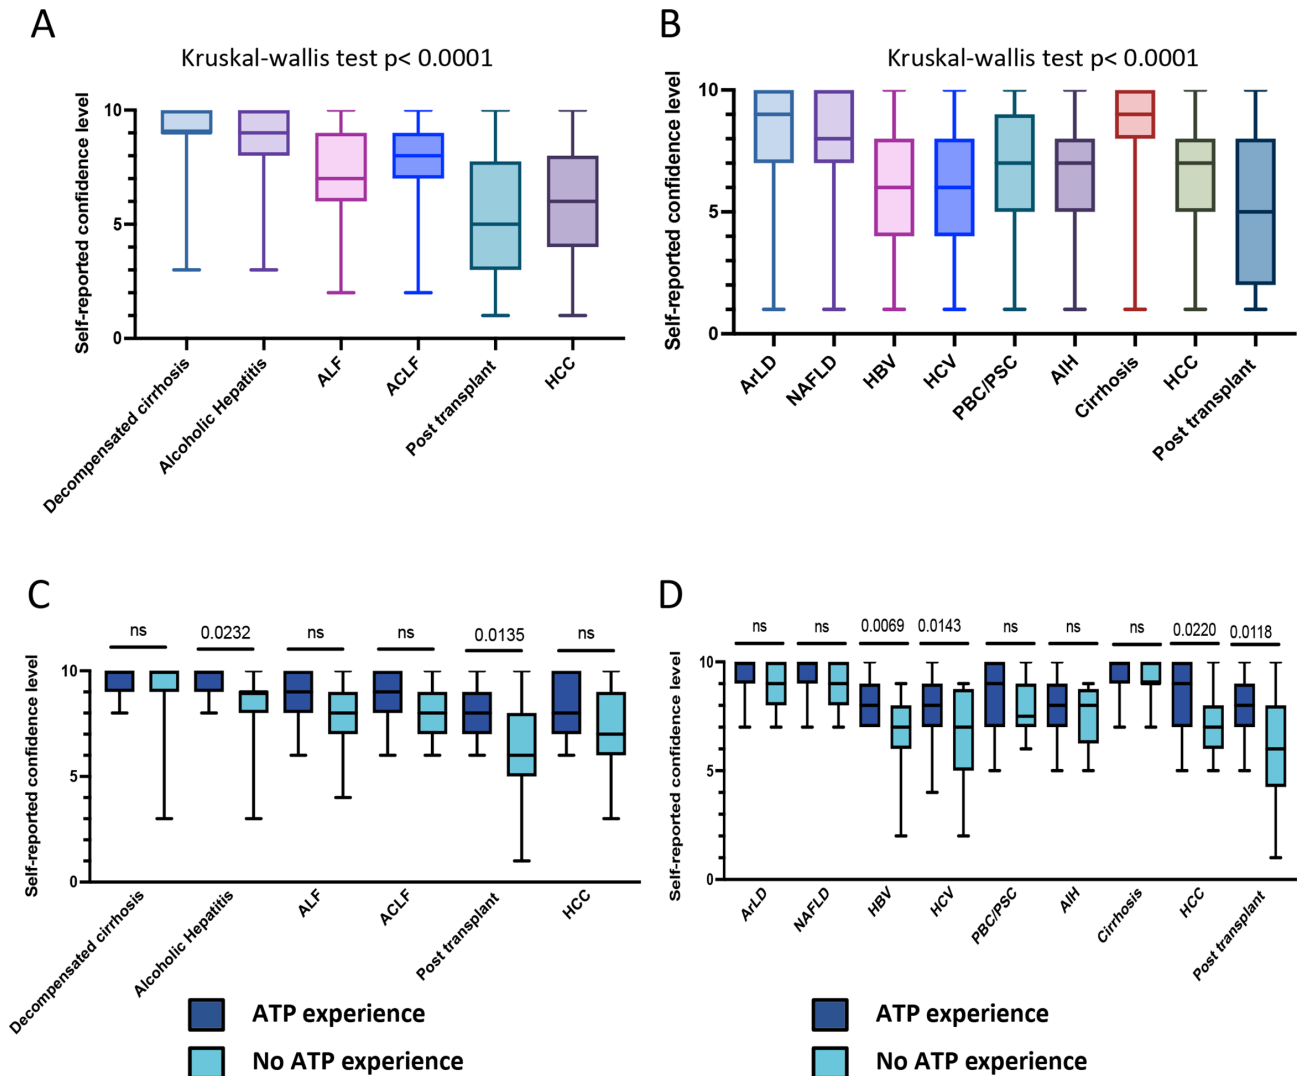 A
Kruskal-wallis test p< 0.0001
Self-reported confidence level
10
5
0
Decompensated cirrhosis
Alcoholic Hepatitis
ALF
ACLF
Post transplant
HCC
B
Kruskal-wallis test p< 0.0001
Self-reported confidence level
10
5
0
ArLD
NAFLD
HBV
HCV
PBC/PSC
AIH
Cirrhosis
HCC
Post transplant
C
ns
0.0232
ns
ns
0.0135
ns
Self-reported confidence level
10
5
0
Decompensated cirrhosis
Alcoholic Hepatitis
ALF
ACLF
Post transplant
HCC
ATP experience
No ATP experience
D
ns
ns
0.0069
0.0143
ns
ns
ns
0.0220
0.0118
Self-reported confidence level
10
5
0
ArLD
NAFLD
HBV
HCV
PBC/PSC
AIH
Cirrhosis
HCC
Post transplant
ATP experience
No ATP experience